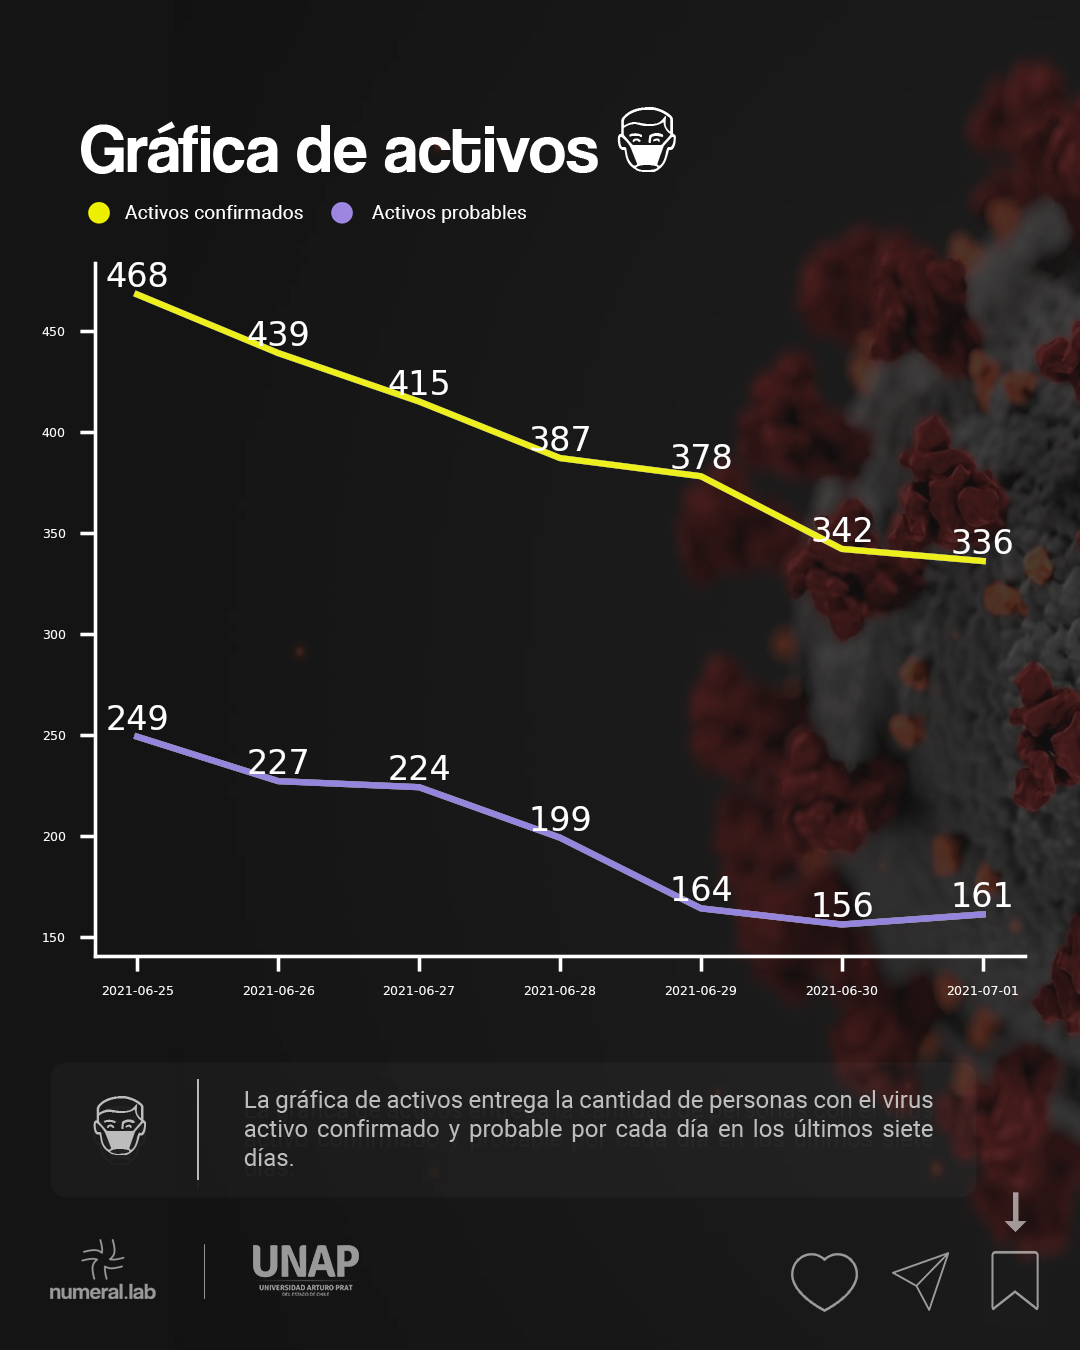 Gráfica de activos
Activos confirmados Activos probables
468
439
415
387
378
342
336
249
227
224
199
164
156
161
450
400
350
300
250
200
150
2021-06-25 2021-06-26 2021-06-27 2021-06-28 2021-06-29 2021-06-30 2021-07-01
La gráfica de activos entrega la cantidad de personas con el virus
activo confirmado y probable por cada día en los últimos siete
días.
numeral.lab
UNAP
UNIVERSIDAD ARTURO PRAT
DEL ESTADO DE CHILE